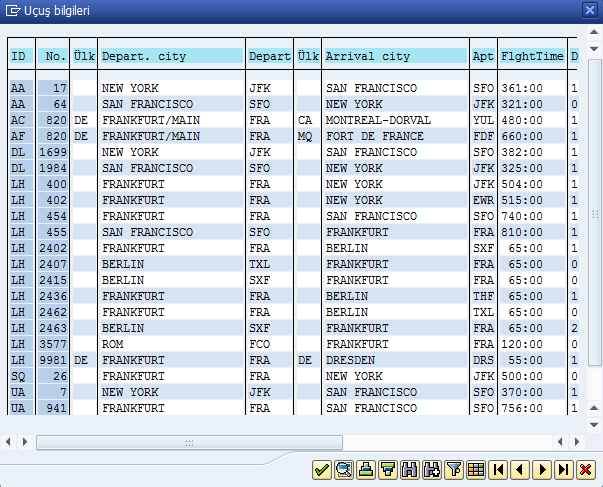 Uçuş bilgileri
ID No. Ülk Depart. city Depart Ülk Arrival city Apt FlghtTime D
AA 17 NEW YORK JFK SAN FRANCISCO SFO 361:00 1
AA 64 SAN FRANCISCO SFO NEW YORK JFK 321:00 0
AC 820 DE FRANKFURT/MAIN FRA CA MONTREAL-DORVAL YUL 480:00 1
AF 820 DE FRANKFURT/MAIN FRA MQ FORT DE FRANCE FDF 660:00 1
DL 1699 NEW YORK JFK SAN FRANCISCO SFO 382:00 1
DL 1984 SAN FRANCISCO SFO NEW YORK JFK 325:00 0
LH 400 FRANKFURT FRA NEW YORK JFK 504:00 1
LH 402 FRANKFURT FRA NEW YORK EWR 515:00 1
LH 454 FRANKFURT FRA SAN FRANCISCO SFO 740:00 1
LH 455 SAN FRANCISCO SFO FRANKFURT FRA 810:00 1
LH 2402 FRANKFURT FRA BERLIN SXF 65:00 1
LH 2407 BERLIN TXL FRANKFURT FRA 65:00 0
LH 2415 BERLIN SXF FRANKFURT FRA 65:00 0
LH 2436 FRANKFURT FRA BERLIN THF 65:00 1
LH 2462 FRANKFURT FRA BERLIN TXL 65:00 0
LH 2463 BERLIN SXF FRANKFURT FRA 65:00 2
LH 3577 ROM FCO FRANKFURT FRA 120:00 0
LH 9981 DE FRANKFURT FRA DE DRESDEN DRS 55:00 1
SQ 26 FRANKFURT FRA NEW YORK JFK 500:00 0
UA 7 NEW YORK JFK SAN FRANCISCO SFO 370:00 1
UA 941 FRANKFURT FRA SAN FRANCISCO SFO 756:00 1